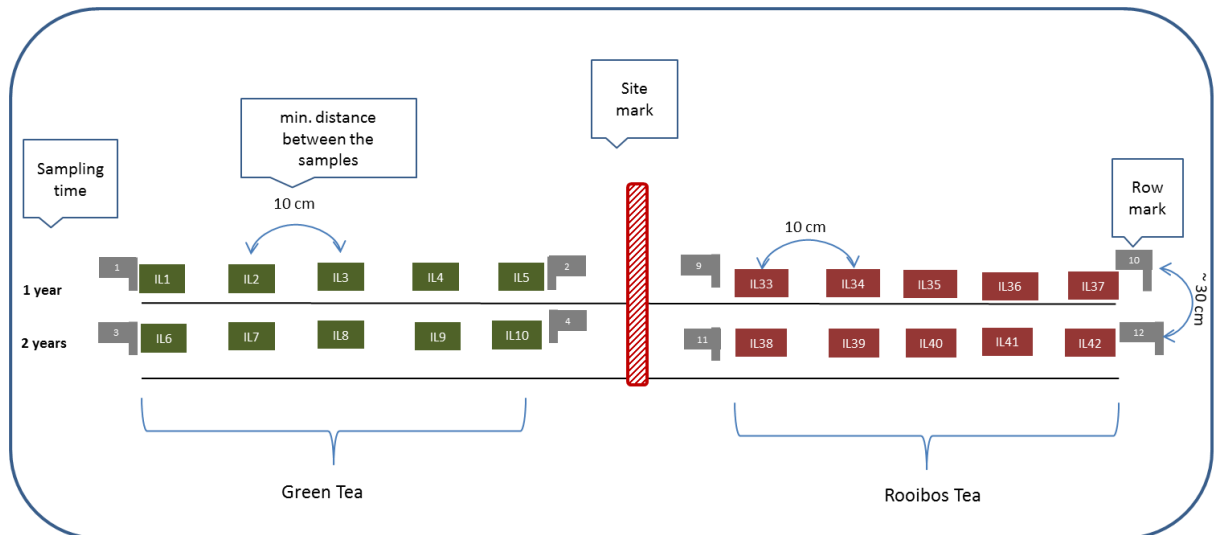 Site
mark
min. distance
between the
samples
Sampling
time
Row
mark
10 cm
10 cm
1 2 9 10
1 year IL1 IL2 IL3 IL4 IL5 IL33 IL34 IL35 IL36 IL37
~ 30 cm
3 4 11 12
2 years IL6 IL7 IL8 IL9 IL10 IL38 IL39 IL40 IL41 IL42
Green Tea
Rooibos Tea